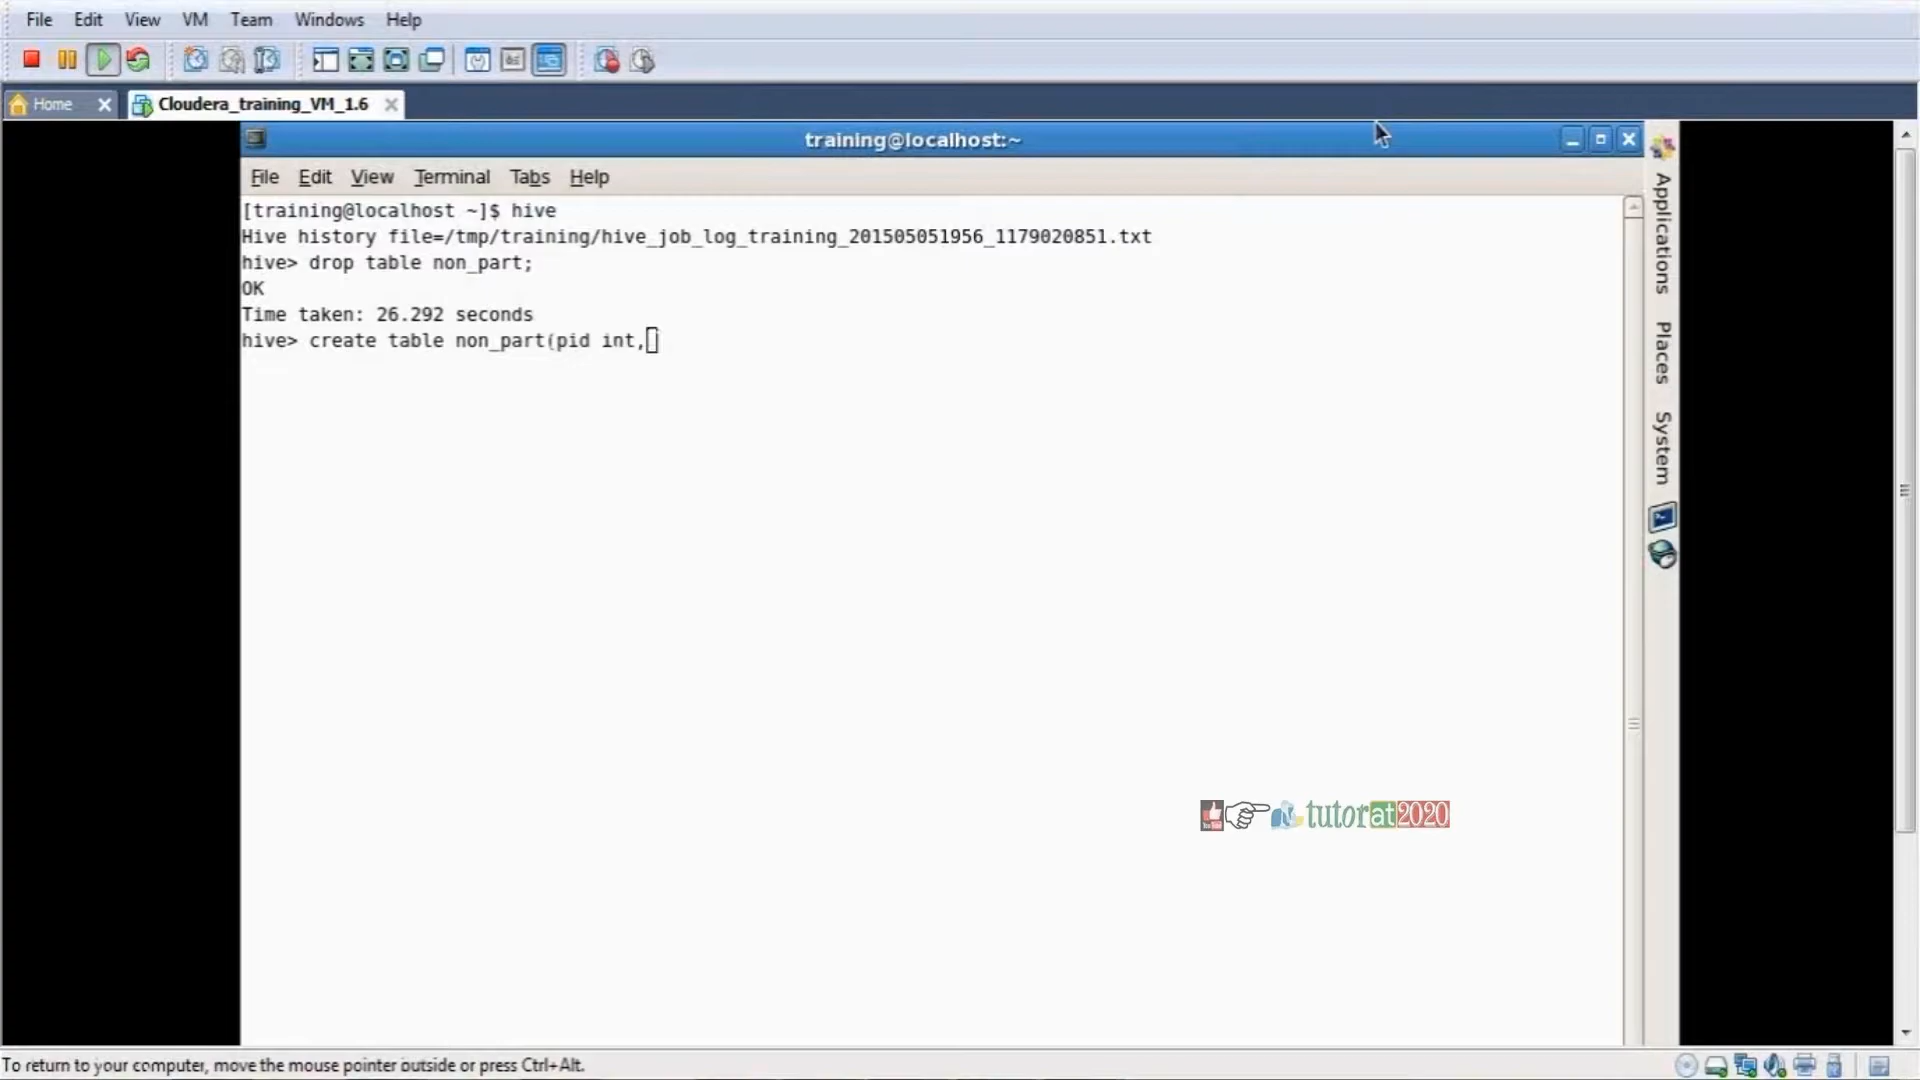 File Edit View VM Team Windows Help
Home
Cloudera_training_VM_1.6
training@localhost:~
File Edit View Terminal Tabs Help
[training@localhost ~]$ hive
Hive history file=/tmp/training/hive_job_log_training_201505051956_1179020851.txt
hive> drop table non_part;
OK
Time taken: 26.292 seconds
hive> create table non_part(pid int,
Applications
Places
System
tutorat2020
To return to your computer, move the mouse pointer outside or press Ctrl+Alt.